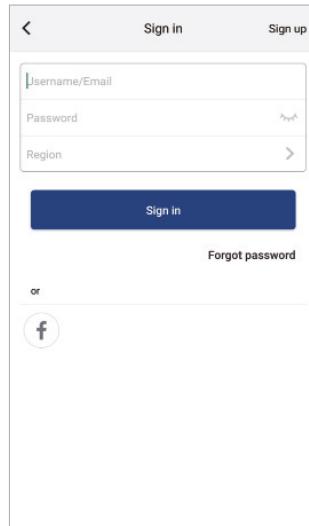 Sign in Sign up
Username/Email
Password
Region
Sign in
Forgot password
or
f